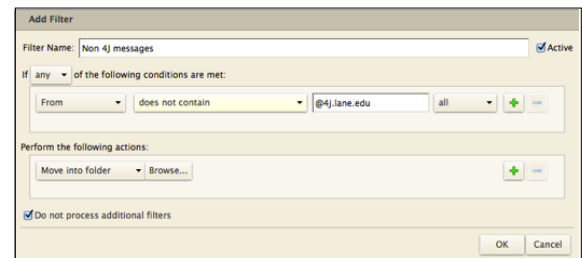 Add Filter
Filter Name: Non 4J messages Active
If any of the following conditions are met:
From does not contain @4j.lane.edu all
Perform the following actions:
Move into folder Browse...
Do not process additional filters
OK Cancel